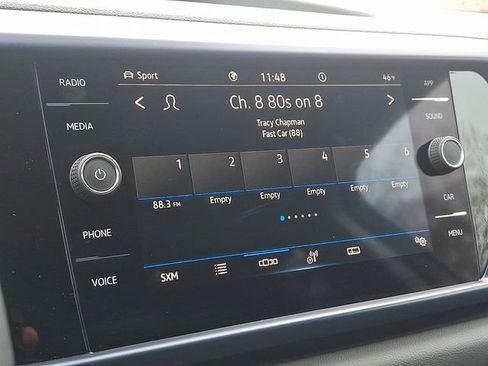 RADIO
MEDIA
PHONE
VOICE
Sport 11:48 46°F
Ch. 8 80s on 8
Tracy Chapman
Fast Car (88)
1 2 3 4 5 6
88.3 FM Empty Empty Empty Empty Empty
SXM
APP
SOUND
CAR
MENU